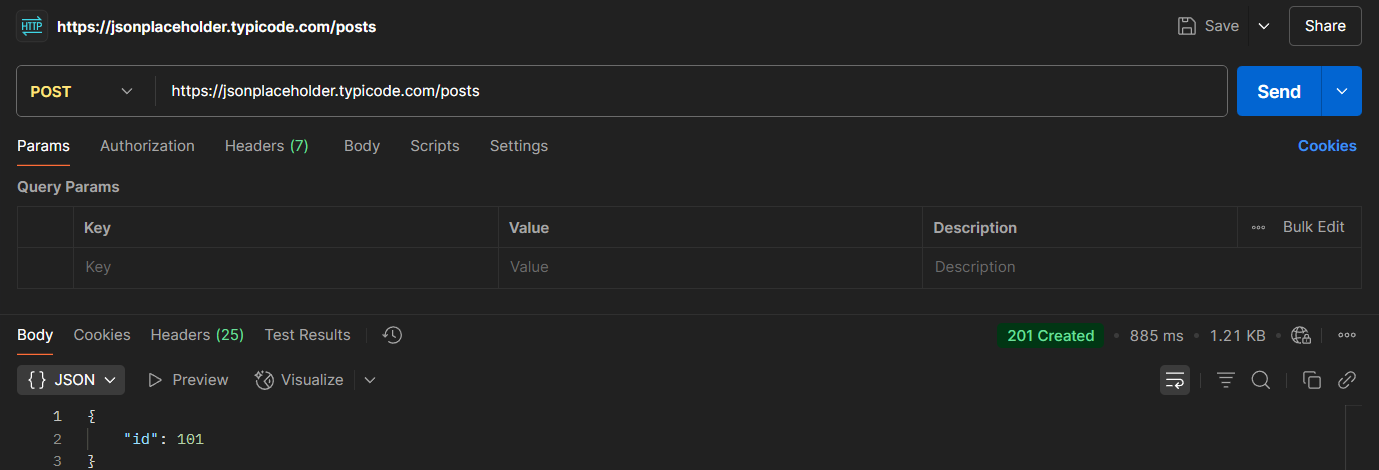 HTTP https://jsonplaceholder.typicode.com/posts Save Share
POST https://jsonplaceholder.typicode.com/posts Send
Params Authorization Headers (7) Body Scripts Settings Cookies
Query Params
Key Value Description Bulk Edit
Key Value Description
Body Cookies Headers (25) Test Results 201 Created • 885 ms • 1.21 KB •
{} JSON Preview Visualize
1 {
2 "id": 101
3 }